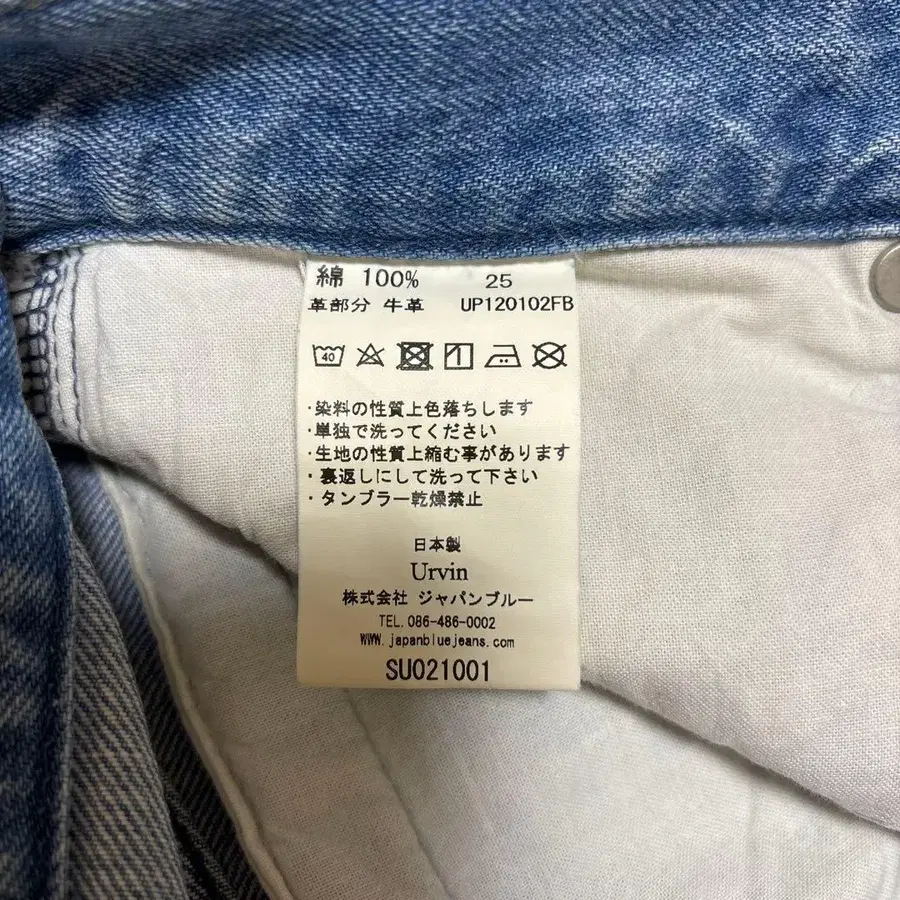 綿 100% 25
革部分 牛革 UP120102FB
40
・染料の性質上色落ちします
・単独で洗ってください
・生地の性質上縮む事があります
・裏返しにして洗って下さい
・タンブラー乾燥禁止
日本製
Urvin
株式会社 ジャパンブルー
TEL. 086-486-0002
www.japanbluejeans.com
SU021001